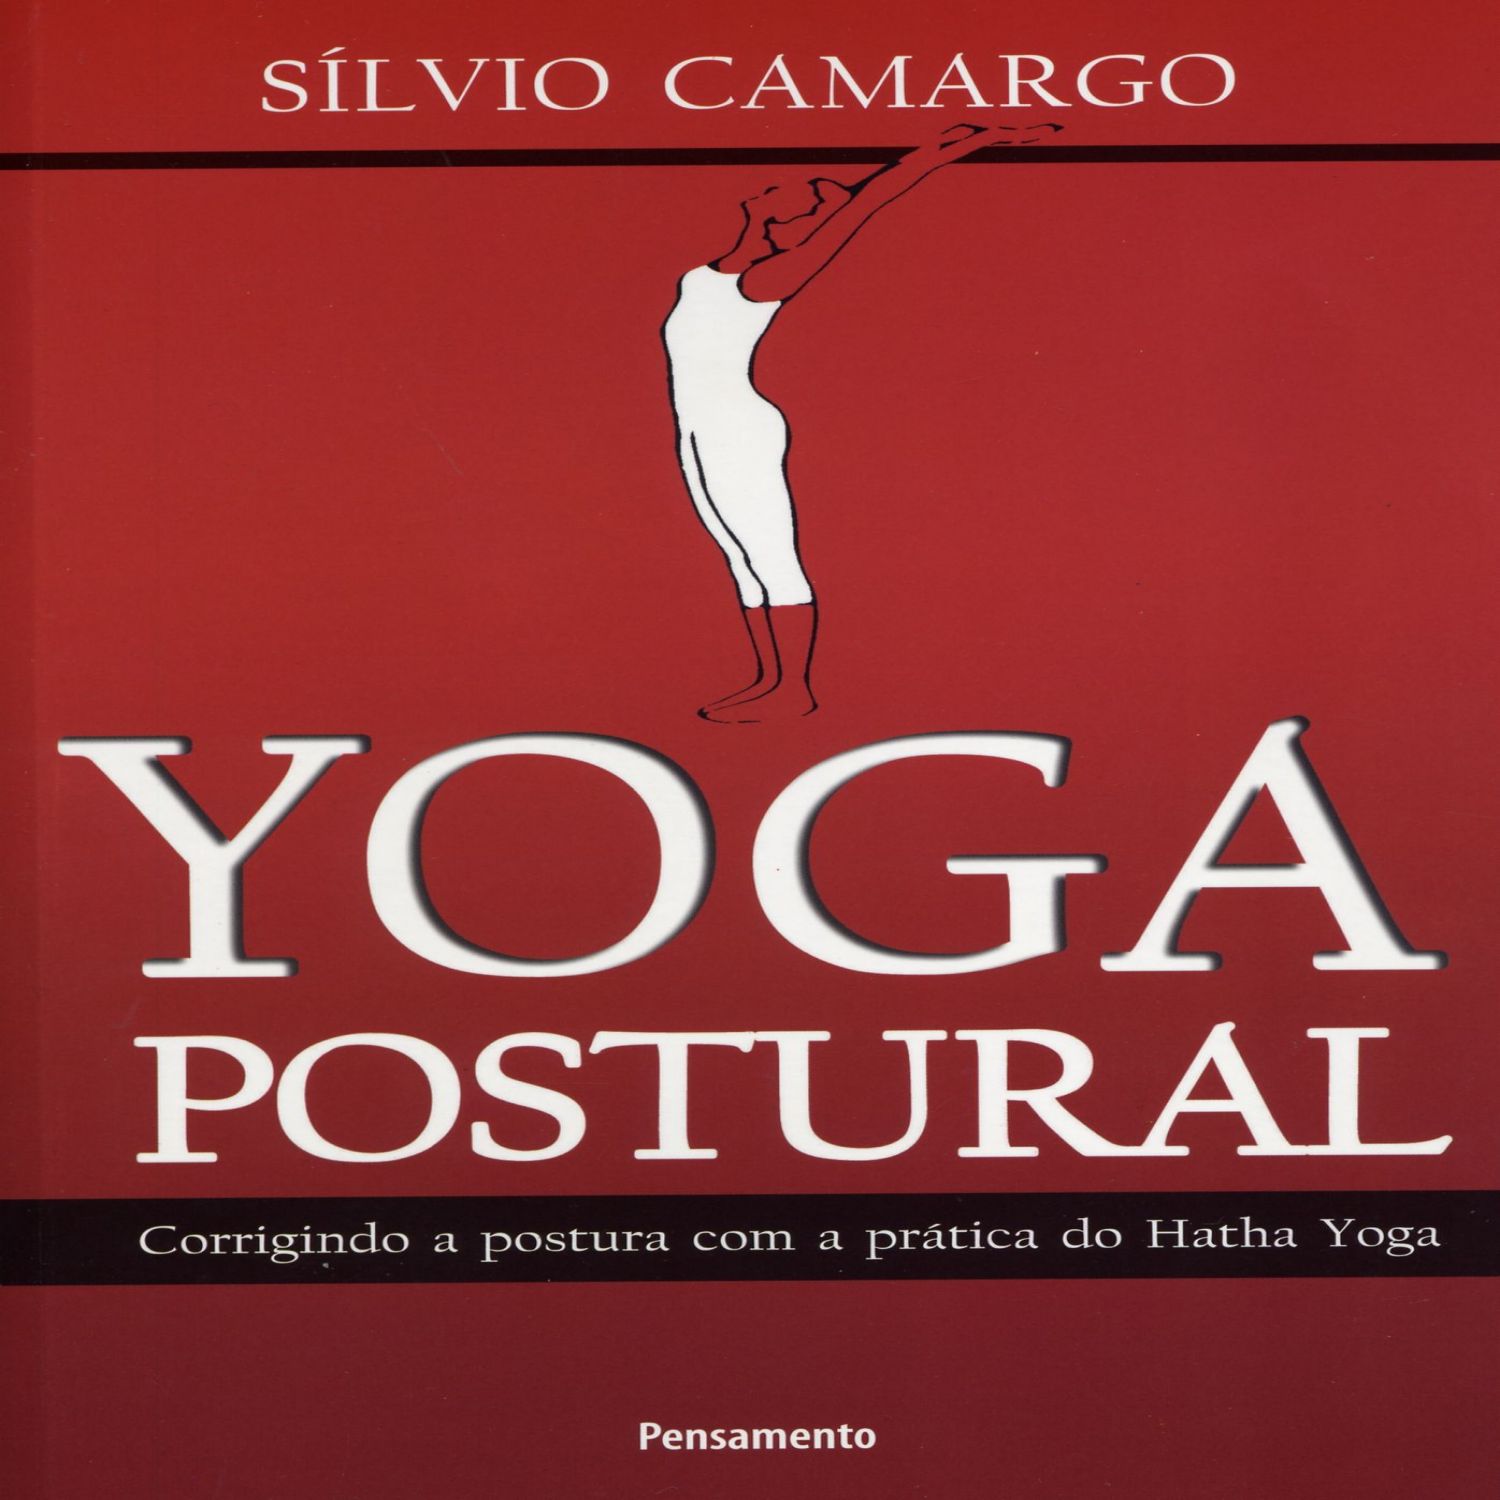 SÍLVIO CAMARGO
YOGA
POSTURAL
Corrigindo a postura com a prática do Hatha Yoga
Pensamento